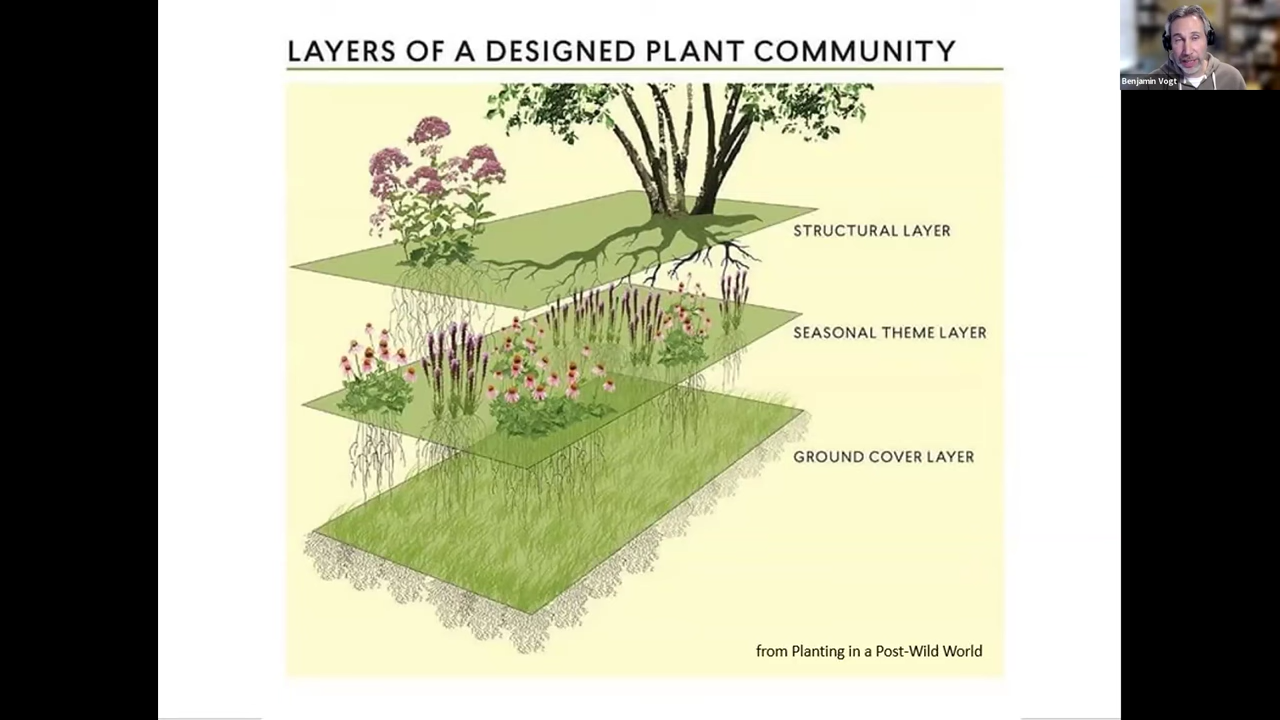 LAYERS OF A DESIGNED PLANT COMMUNITY
Benjamin Vogt
STRUCTURAL LAYER
SEASONAL THEME LAYER
GROUND COVER LAYER
from Planting in a Post-Wild World